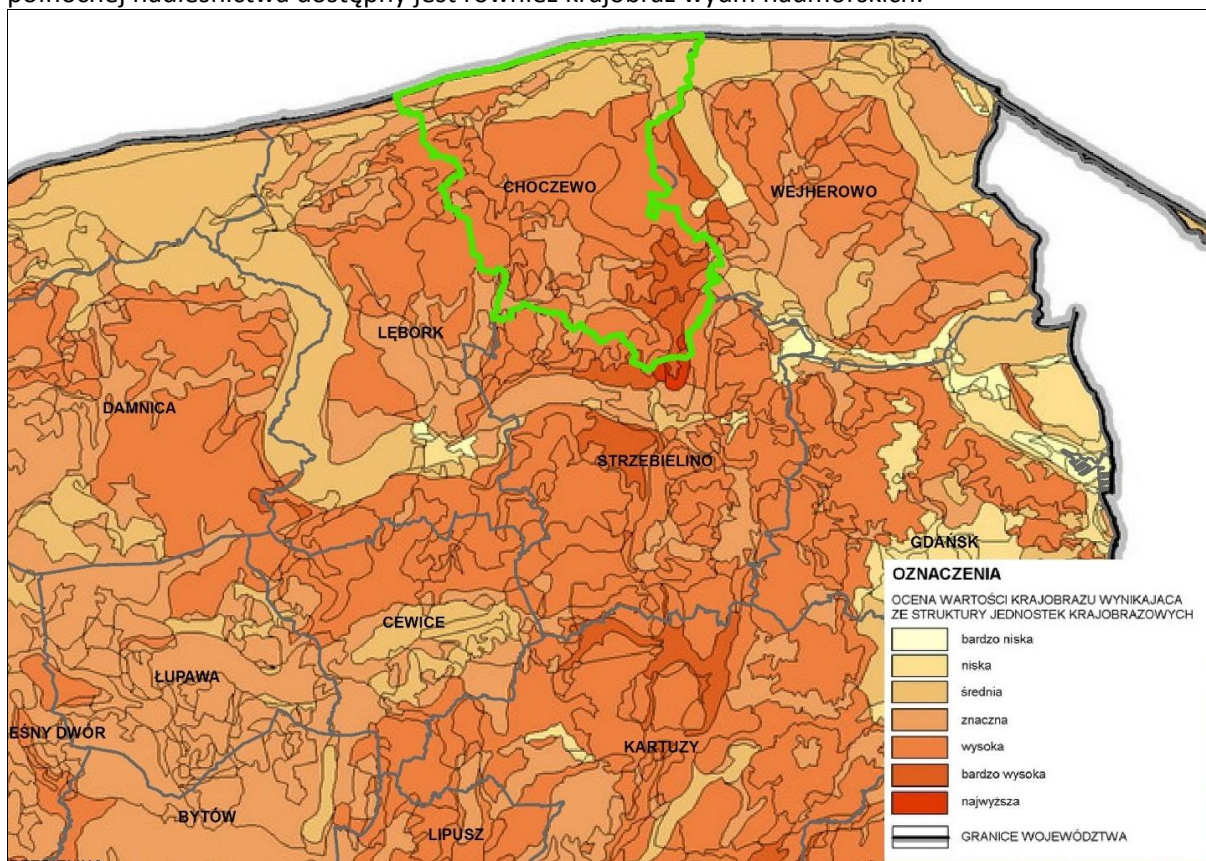 północnej nadleśnictwa dostępny jest również krajobraz wydm nadmorskich.
CHOCZEWO
WEJHEROWO
LĘBORK
DAMNICA
STRZEBIELINO
GDAŃSK
CEWICE
ŁUPAWA
EŚNY DWÓR
KARTUZY
BYTÓW
LIPUSZ
OZNACZENIA
OCENA WARTOŚCI KRAJOBRAZU WYNIKAJACA
ZE STRUKTURY JEDNOSTEK KRAJOBRAZOWYCH
bardzo niska
niska
średnia
znaczna
wysoka
bardzo wysoka
najwyższa
GRANICE WOJEWÓDZTWA